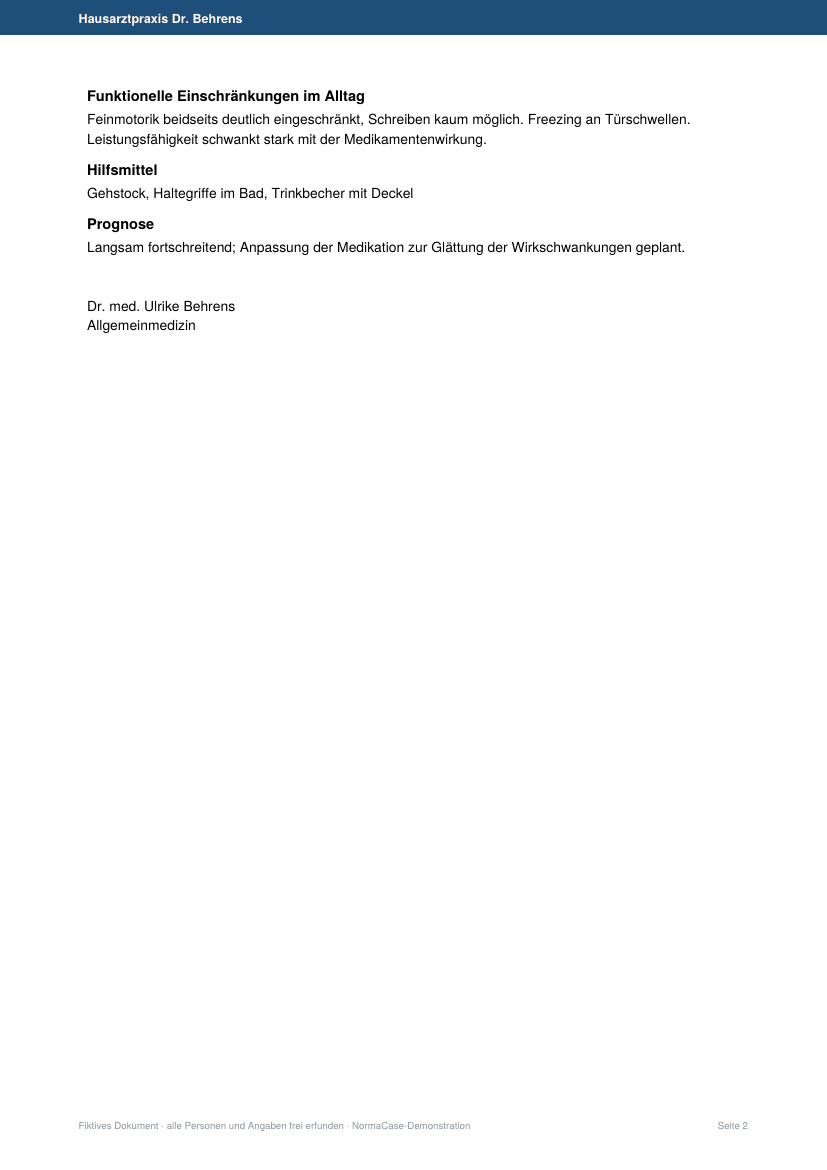 Hausarztpraxis Dr. Behrens
Funktionelle Einschränkungen im Alltag
Feinmotorik beidseits deutlich eingeschränkt, Schreiben kaum möglich. Freezing an Türschwellen.
Leistungsfähigkeit schwankt stark mit der Medikamentenwirkung.
Hilfsmittel
Gehstock, Haltegriffe im Bad, Trinkbecher mit Deckel
Prognose
Langsam fortschreitend; Anpassung der Medikation zur Glättung der Wirkschwankungen geplant.
Dr. med. Ulrike Behrens
Allgemeinmedizin
Fiktives Dokument · alle Personen und Angaben frei erfunden · NormaCase-Demonstration Seite 2